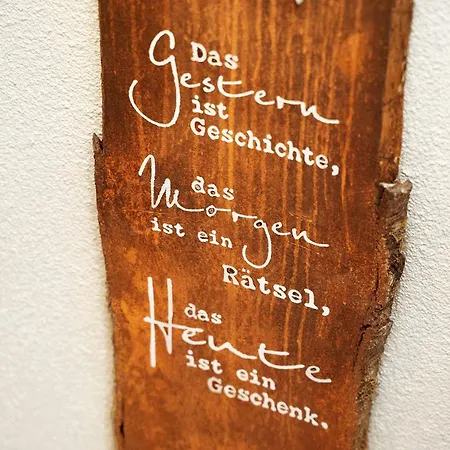 Das
Gestern
ist
Geschichte,
das
Morgen
ist ein
Rätsel,
das
Heute
ist ein
Geschenk.